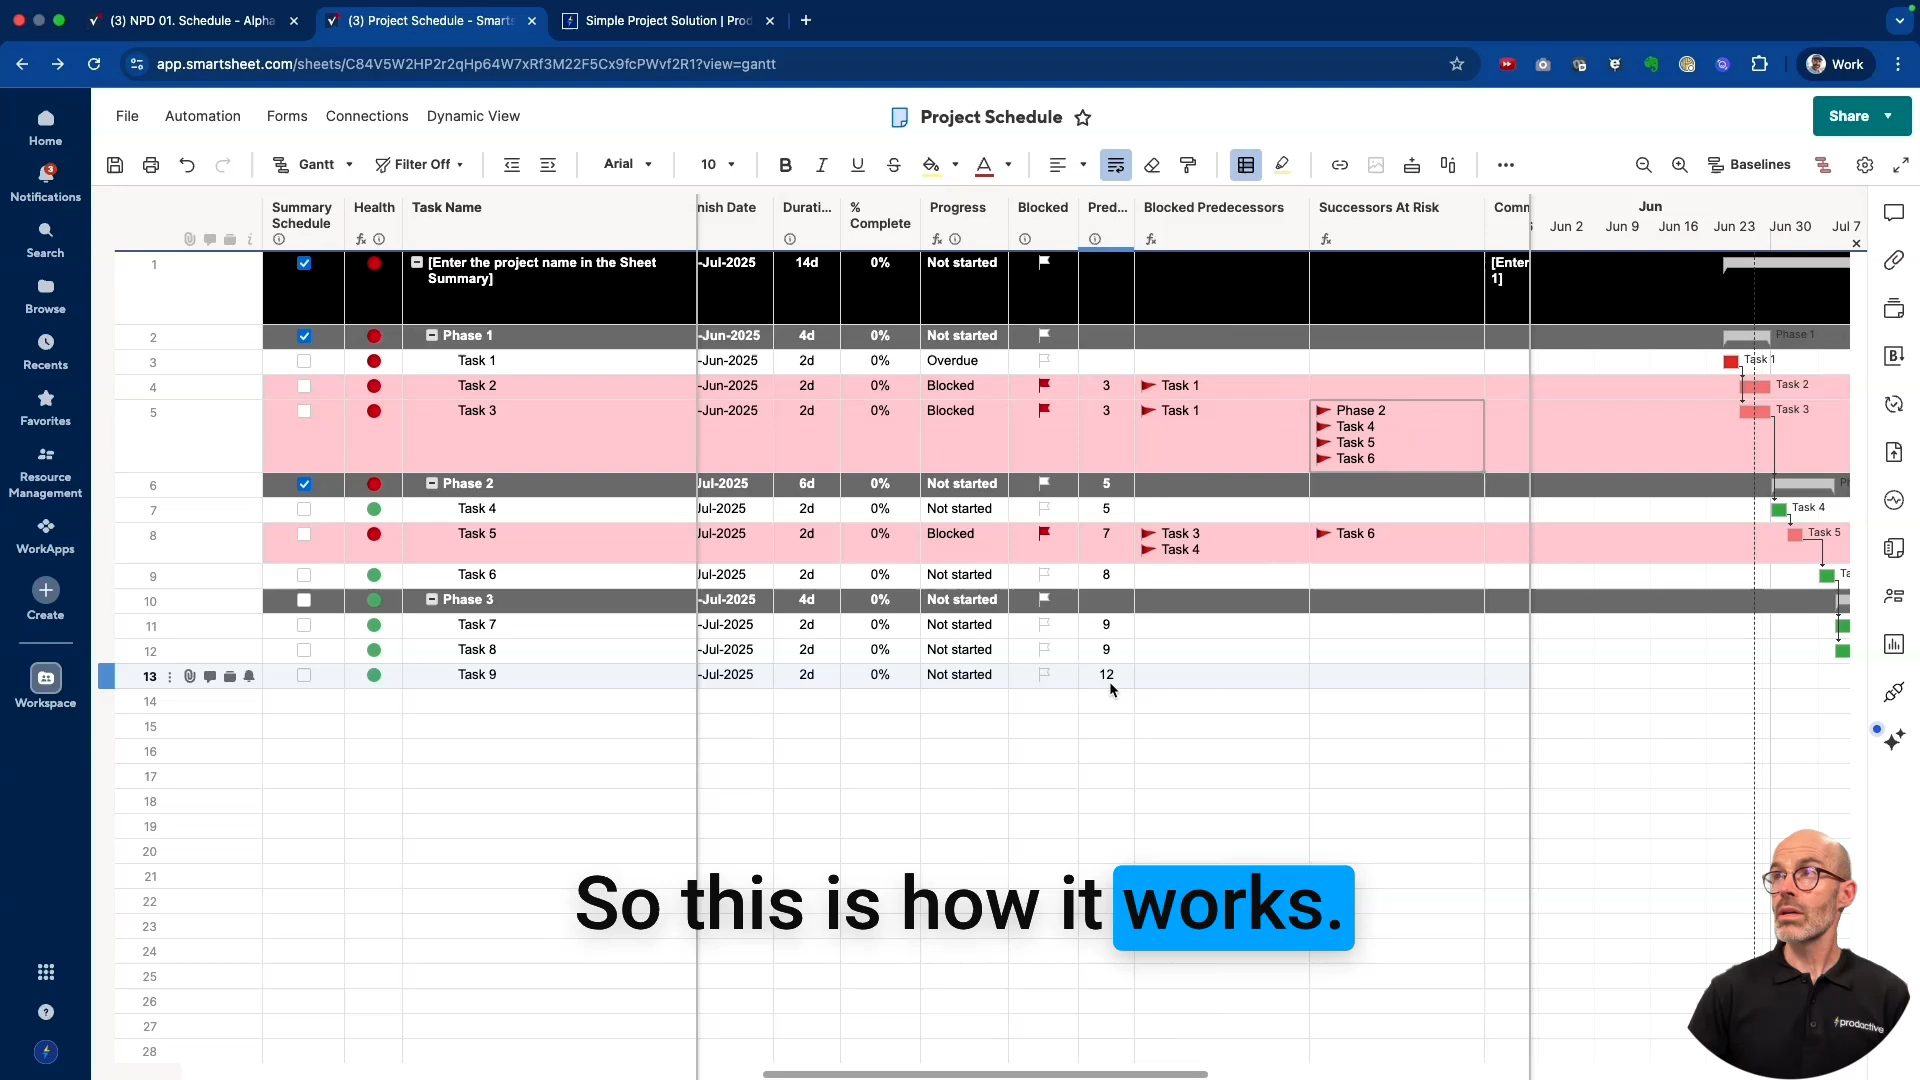 (3) NPD 01. Schedule - Alpha
(3) Project Schedule - Smarts
Simple Project Solution | Prod
app.smartsheet.com/sheets/C84V5W2HP2r2qHp64W7xRf3M22F5Cx9fcPWvf2R1?view=gantt
Work
File Automation Forms Connections Dynamic View
Project Schedule
Share
Gantt Filter Off Arial 10 B I U S A Baselines
Home
3
Notifications
Search
Browse
Recents
Favorites
Resource
Management
WorkApps
Create
Workspace
Summary Schedule Health Task Name nish Date Durati... % Complete Progress Blocked Pred... Blocked Predecessors Successors At Risk Comm
Jun
Jun 2 Jun 9 Jun 16 Jun 23 Jun 30 Jul 7
1 [Enter the project name in the Sheet Summary] -Jul-2025 14d 0% Not started [Enter 1]
2 Phase 1 -Jun-2025 4d 0% Not started Phase 1
3 Task 1 -Jun-2025 2d 0% Overdue Task 1
4 Task 2 -Jun-2025 2d 0% Blocked 3 Task 1 Task 2
5 Task 3 -Jun-2025 2d 0% Blocked 3 Task 1 Phase 2 Task 3
Task 4
Task 5
Task 6
6 Phase 2 Jul-2025 6d 0% Not started 5
7 Task 4 Jul-2025 2d 0% Not started 5 Task 4
8 Task 5 Jul-2025 2d 0% Blocked 7 Task 3 Task 6 Task 5
Task 4
9 Task 6 Jul-2025 2d 0% Not started 8
10 Phase 3 -Jul-2025 4d 0% Not started
11 Task 7 -Jul-2025 2d 0% Not started 9
12 Task 8 -Jul-2025 2d 0% Not started 9
13 Task 9 -Jul-2025 2d 0% Not started 12
14
15
16
17
18
19
20
21
22
23
24
25
26
27
28
So this is how it works.
prodactive